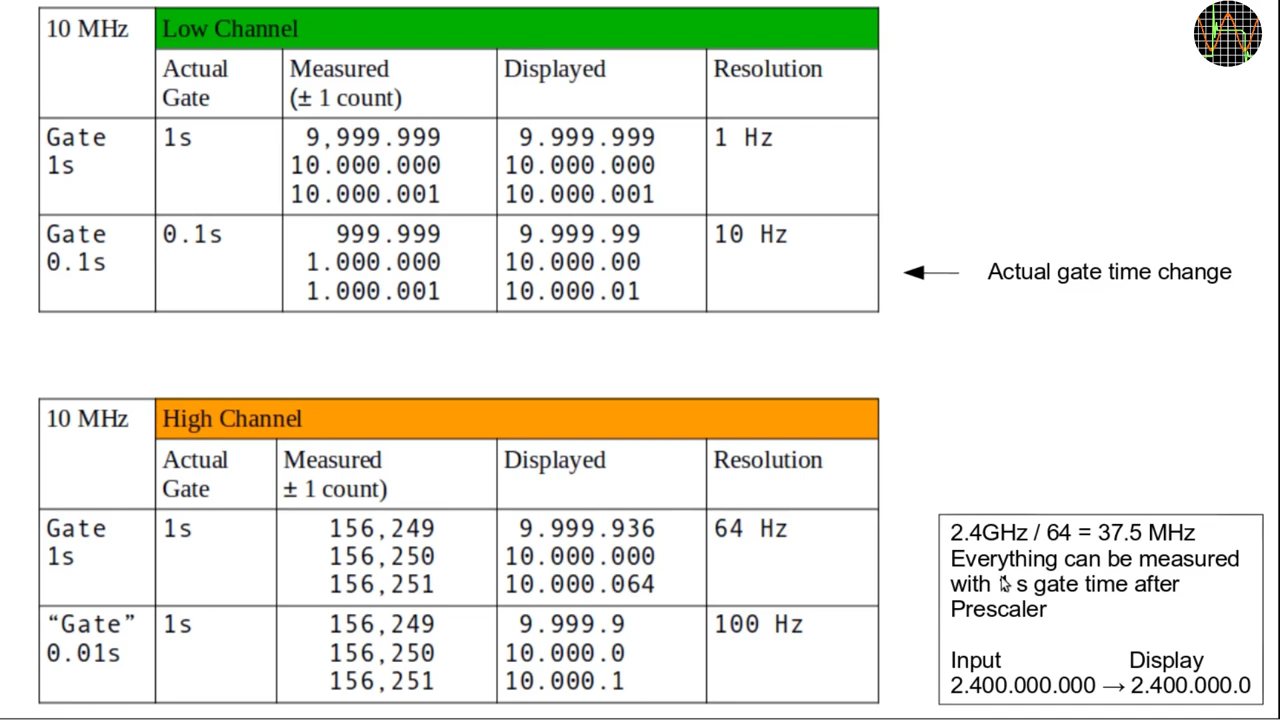 10 MHz Low Channel
Actual Gate Measured (± 1 count) Displayed Resolution
Gate 1s 1s 9,999.999 9.999.999 1 Hz
10.000.000 10.000.000
10.000.001 10.000.001
Gate 0.1s 0.1s 999.999 9.999.99 10 Hz
1.000.000 10.000.00
1.000.001 10.000.01
Actual gate time change
10 MHz High Channel
Actual Gate Measured ± 1 count) Displayed Resolution
Gate 1s 1s 156,249 9.999.936 64 Hz
156,250 10.000.000
156,251 10.000.064
“Gate” 0.01s 1s 156,249 9.999.9 100 Hz
156,250 10.000.0
156,251 10.000.1
2.4GHz / 64 = 37.5 MHz
Everything can be measured
with s gate time after
Prescaler
Input Display
2.400.000.000 → 2.400.000.0